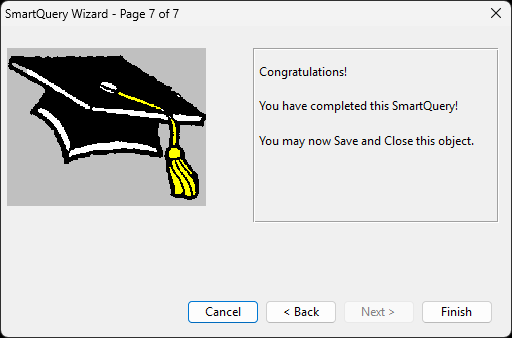 SmartQuery Wizard - Page 7 of 7
Congratulations!
You have completed this SmartQuery!
You may now Save and Close this object.
Cancel
< Back
Next >
Finish